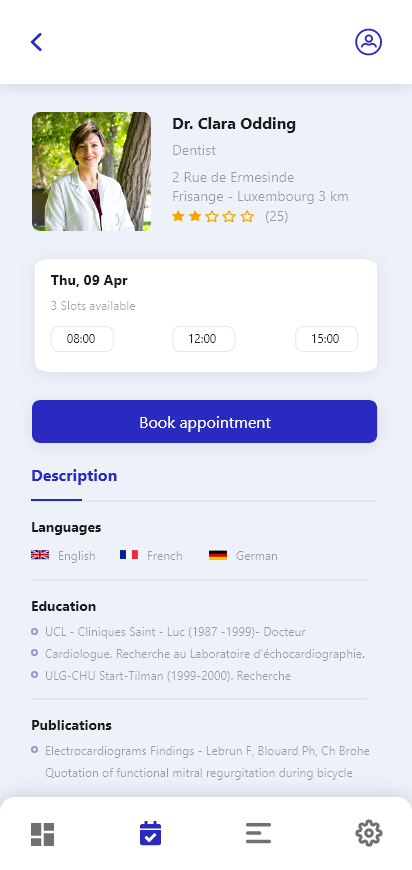 Dr. Clara Odding
Dentist
2 Rue de Ermesinde
Frisange - Luxembourg 3 km
(25)
Thu, 09 Apr
3 Slots available
08:00 12:00 15:00
Book appointment
Description
Languages
English French German
Education
UCL - Cliniques Saint - Luc (1987 -1999)- Docteur
Cardiologue. Recherche au Laboratoire d'échocardiographie.
ULG-CHU Start-Tilman (1999-2000). Recherche
Publications
Electrocardiograms Findings - Lebrun F, Blouard Ph, Ch Brohe
Quotation of functional mitral regurgitation during bicycle